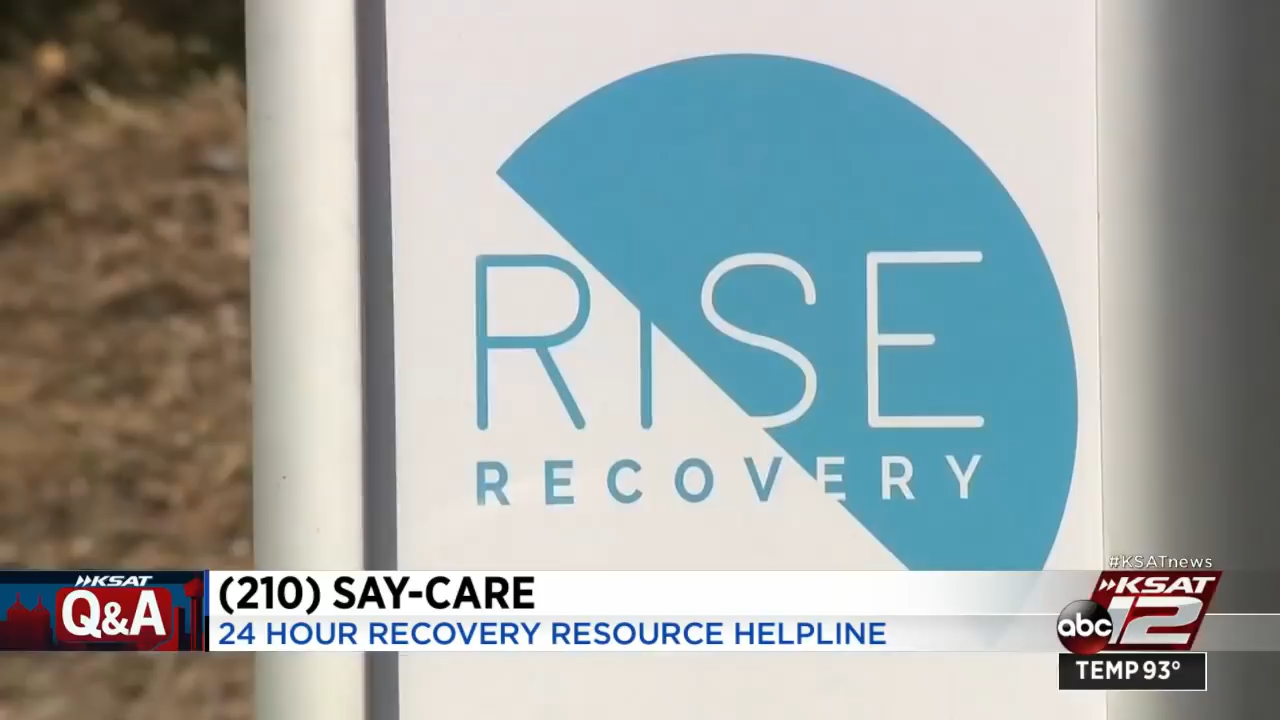 RISE
RECOVERY
#KSATnews
KSAT
Q&A
(210) SAY-CARE
24 HOUR RECOVERY RESOURCE HELPLINE
KSAT
abc 12
TEMP 93°